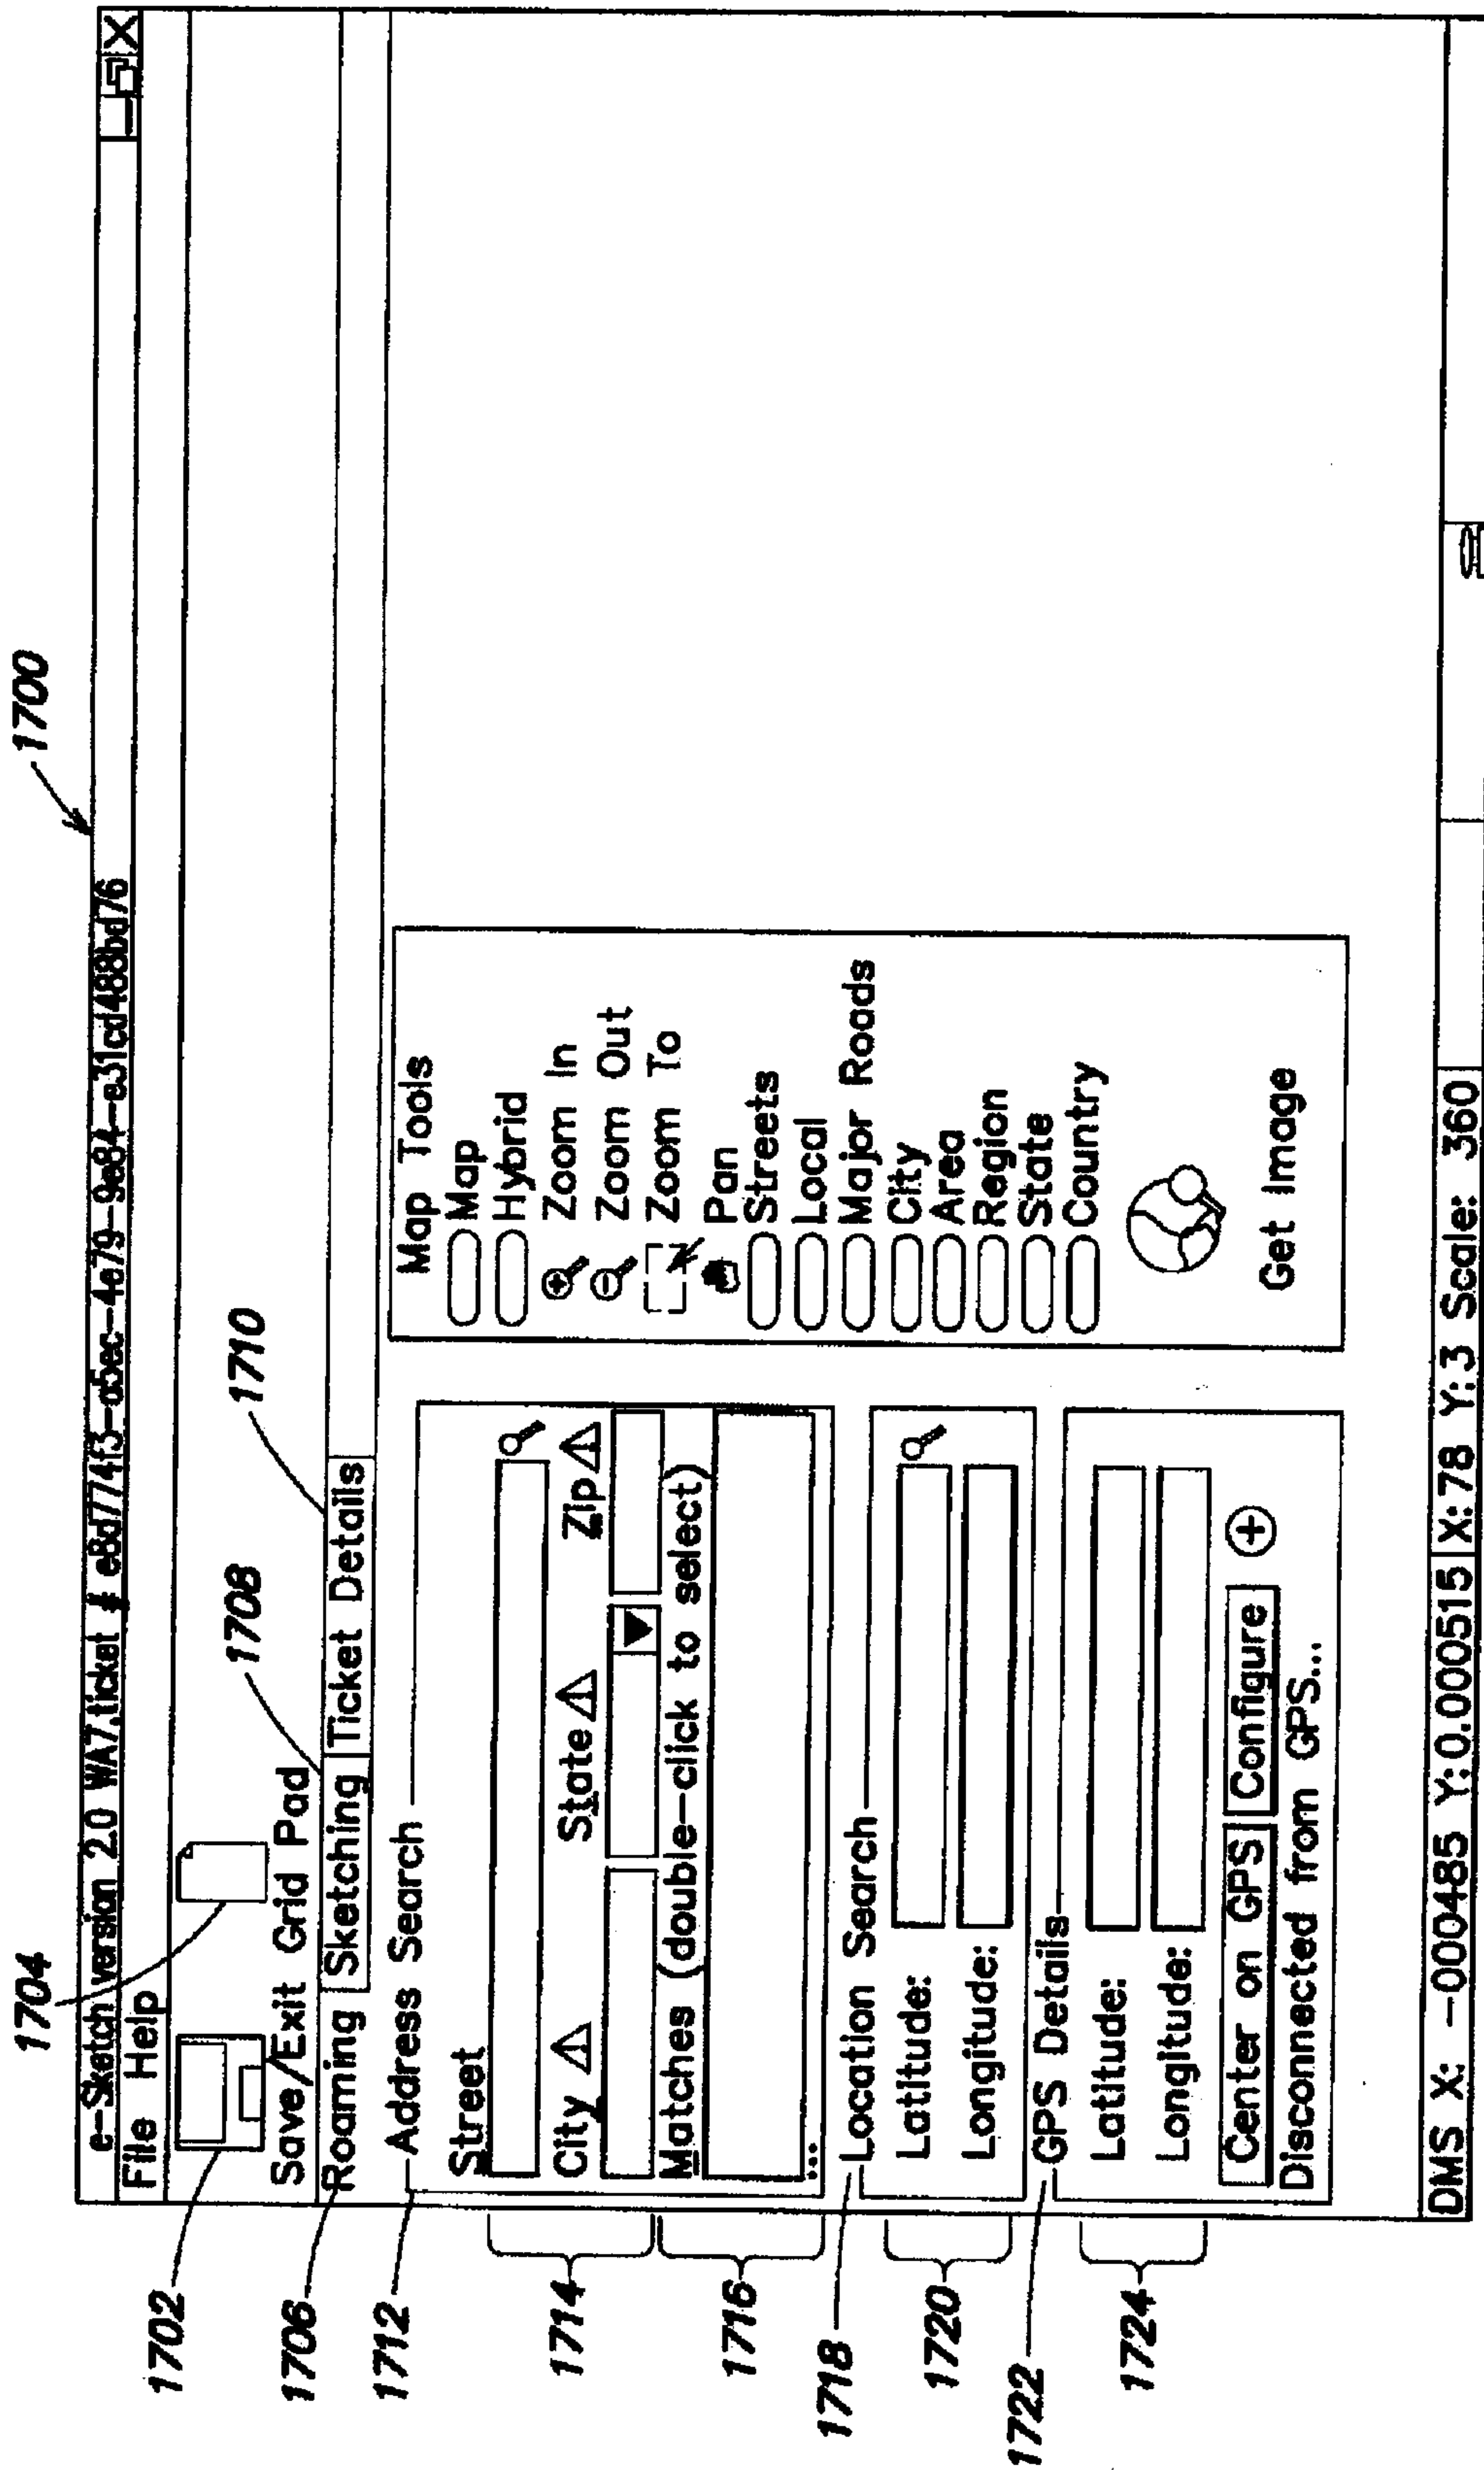 1700
e-Sketch version 2.0 WA7.ticket # e8d774f3-a5ec-4e79-9e84-e31cd488bd76
File Help
1702
1704
Save/Exit Grid Pad
1706
1708
1710
Roaming Sketching Ticket Details
1712
Address Search
Street
City State Zip
1714
Matches (double-click to select)
1716
...
1718
Location Search
Latitude:
Longitude:
1720
1722
GPS Details
Latitude:
Longitude:
1724
Center on GPS Configure
Disconnected from GPS...
Map Tools
Map
Hybrid
Zoom In
Zoom Out
Zoom To
Pan
Streets
Local
Major Roads
City
Area
Region
State
Country
Get Image
DMS X: -000485 Y:0.000515 X:78 Y:3 Scale: 360